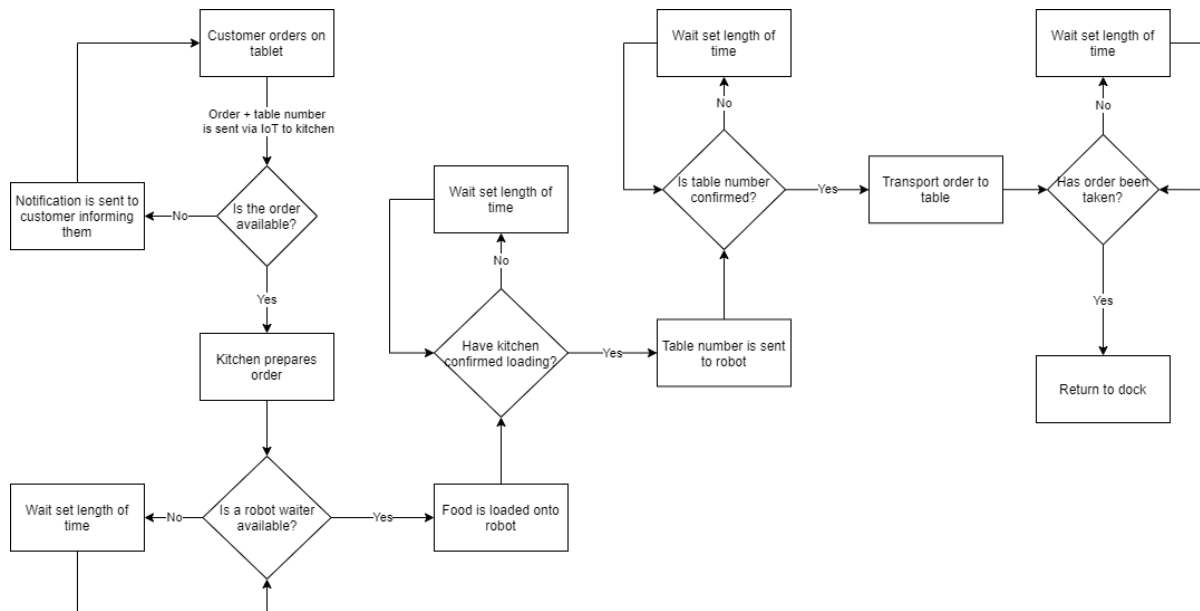 Customer orders on
tablet
Order + table number
is sent via IoT to kitchen
Is the order
available?
No
Notification is sent to
customer informing
them
Yes
Kitchen prepares
order
Is a robot waiter
available?
No
Wait set length of
time
Yes
Food is loaded onto
robot
Have kitchen
confirmed loading?
No
Wait set length of
time
Yes
Table number is sent
to robot
Is table number
confirmed?
No
Wait set length of
time
Yes
Transport order to
table
Has order been
taken?
No
Wait set length of
time
Yes
Return to dock